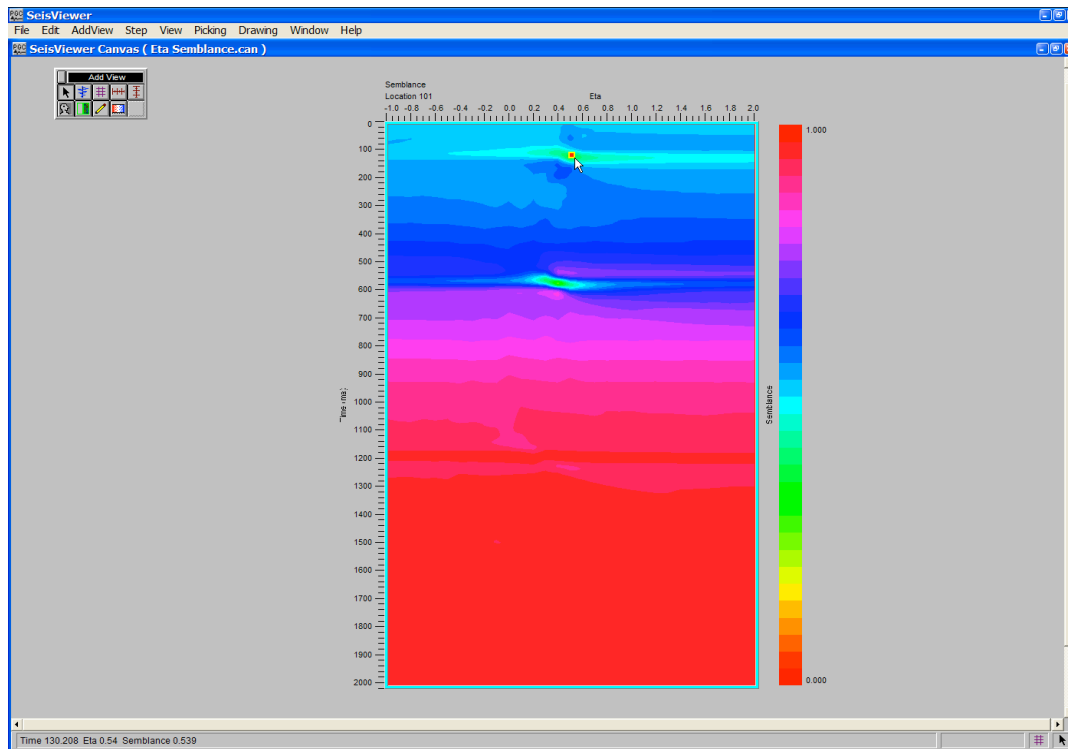 SeisViewer
File Edit AddView Step View Picking Drawing Window Help
SeisViewer Canvas ( Eta Semblance.can )
Add View
Semblance
Location 101
Eta
-1.0 -0.8 -0.6 -0.4 -0.2 0.0 0.2 0.4 0.6 0.8 1.0 1.2 1.4 1.6 1.8 2.0
0
100
200
300
400
500
600
700
800
900
1000
1100
1200
1300
1400
1500
1600
1700
1800
1900
2000
1.000
Semblance
0.000
Time 130.208 Eta 0.54 Semblance 0.539